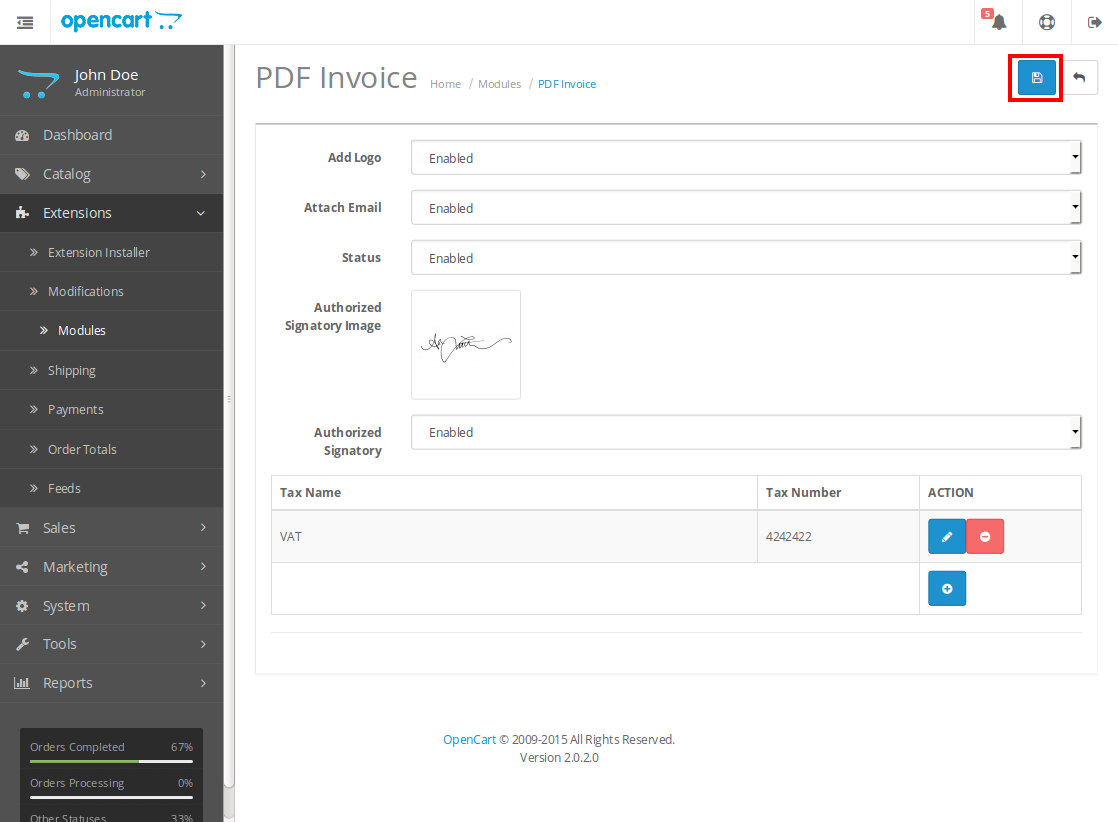 opencart
5
John Doe
Administrator
Dashboard
Catalog
Extensions
Extension Installer
Modifications
Modules
Shipping
Payments
Order Totals
Feeds
Sales
Marketing
System
Tools
Reports
Orders Completed 67%
Orders Processing 0%
Other Statuses 33%
PDF Invoice Home / Modules / PDF Invoice
Add Logo Enabled
Attach Email Enabled
Status Enabled
Authorized
Signatory Image
Authorized Enabled
Signatory
Tax Name Tax Number ACTION
VAT 4242422
OpenCart © 2009-2015 All Rights Reserved.
Version 2.0.2.0